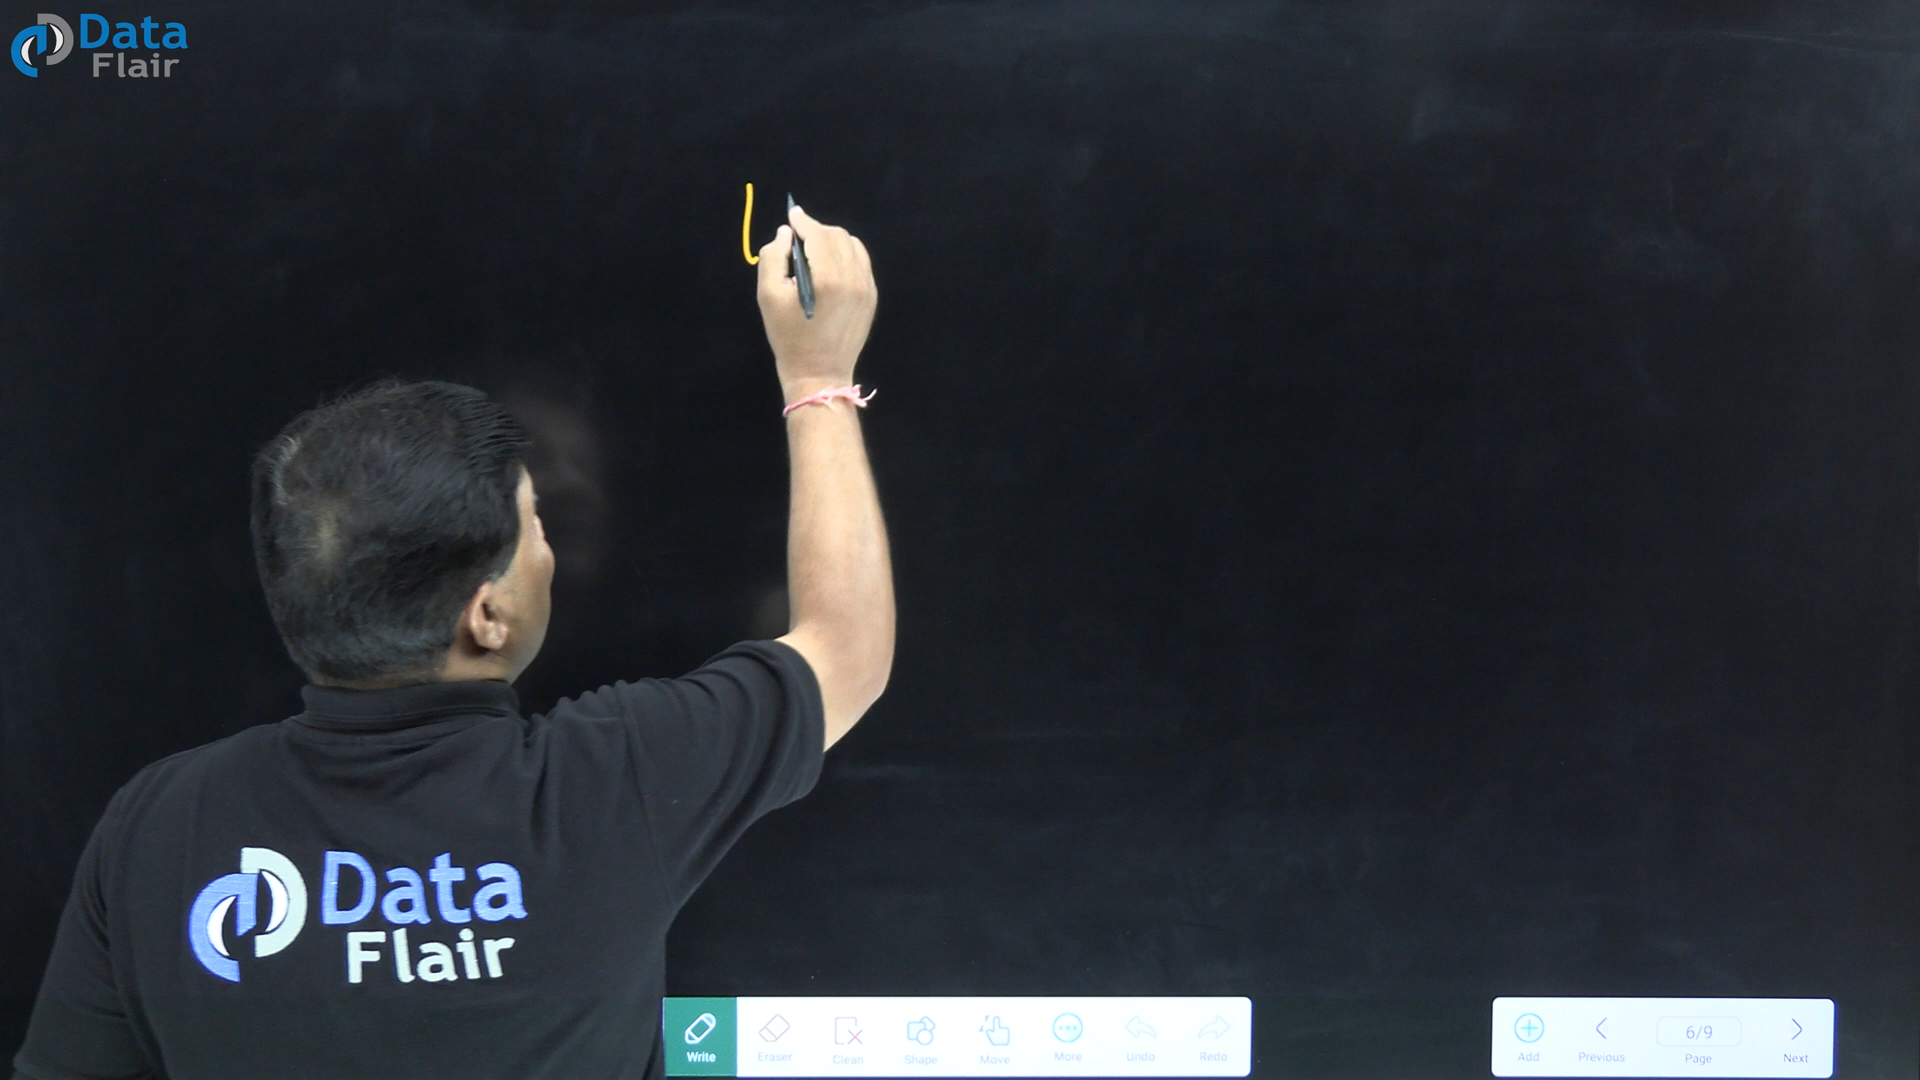 Data
Flair
Data
Flair
Write
Eraser
Clean
Shape
Move
More
Undo
Redo
Add
Previous
6/9
Page
Next